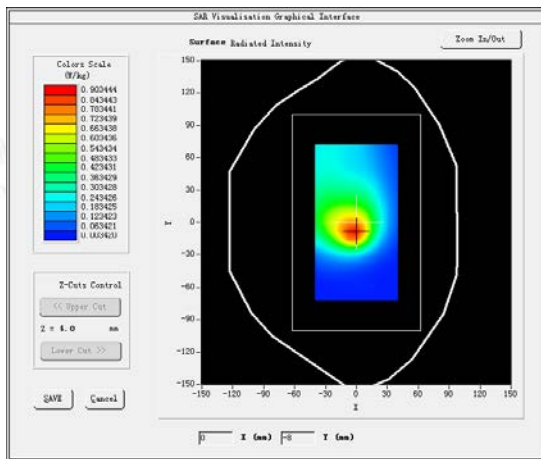 SAR Visualisation Graphical Interface
Surface Radiated Intensity
Zoom In/Out
Colors Scale
(W/kg)
0.903444
0.843443
0.783441
0.723439
0.663438
0.603436
0.543434
0.483433
0.423431
0.363429
0.303428
0.243426
0.183425
0.123423
0.063421
0.003420
Z-Cuts Control
<< Upper Cut
Z = 4.0 mm
Lower Cut >>
SAVE
Cancel
150
120
90
60
30
0
-30
-60
-90
-120
-150
Y
-150 -120 -90 -60 -30 0 30 60 90 120 150
X
0 X (mm) -8 Y (mm)